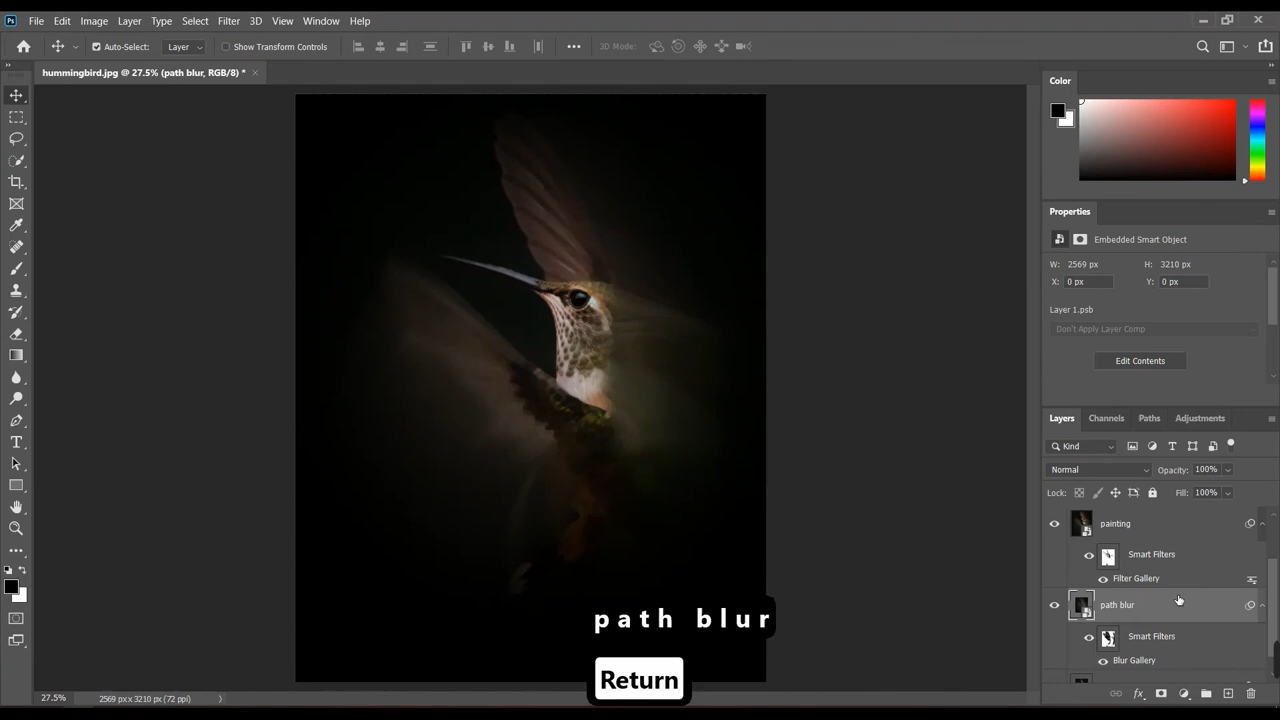 Ps File Edit Image Layer Type Select Filter 3D View Window Help
Auto-Select: Layer Show Transform Controls 3D Mode:
hummingbird.jpg @ 27.5% (path blur, RGB/8) *
Color
Properties
Embedded Smart Object
W: 2569 px H: 3210 px
X: 0 px Y: 0 px
Layer 1.psb
Don't Apply Layer Comp
Edit Contents
Layers Channels Paths Adjustments
Kind
Normal Opacity: 100%
Lock: Fill: 100%
painting
Smart Filters
Filter Gallery
path blur
Smart Filters
Blur Gallery
path blur
Return
27.5% 2569 px x 3210 px (72 ppi)